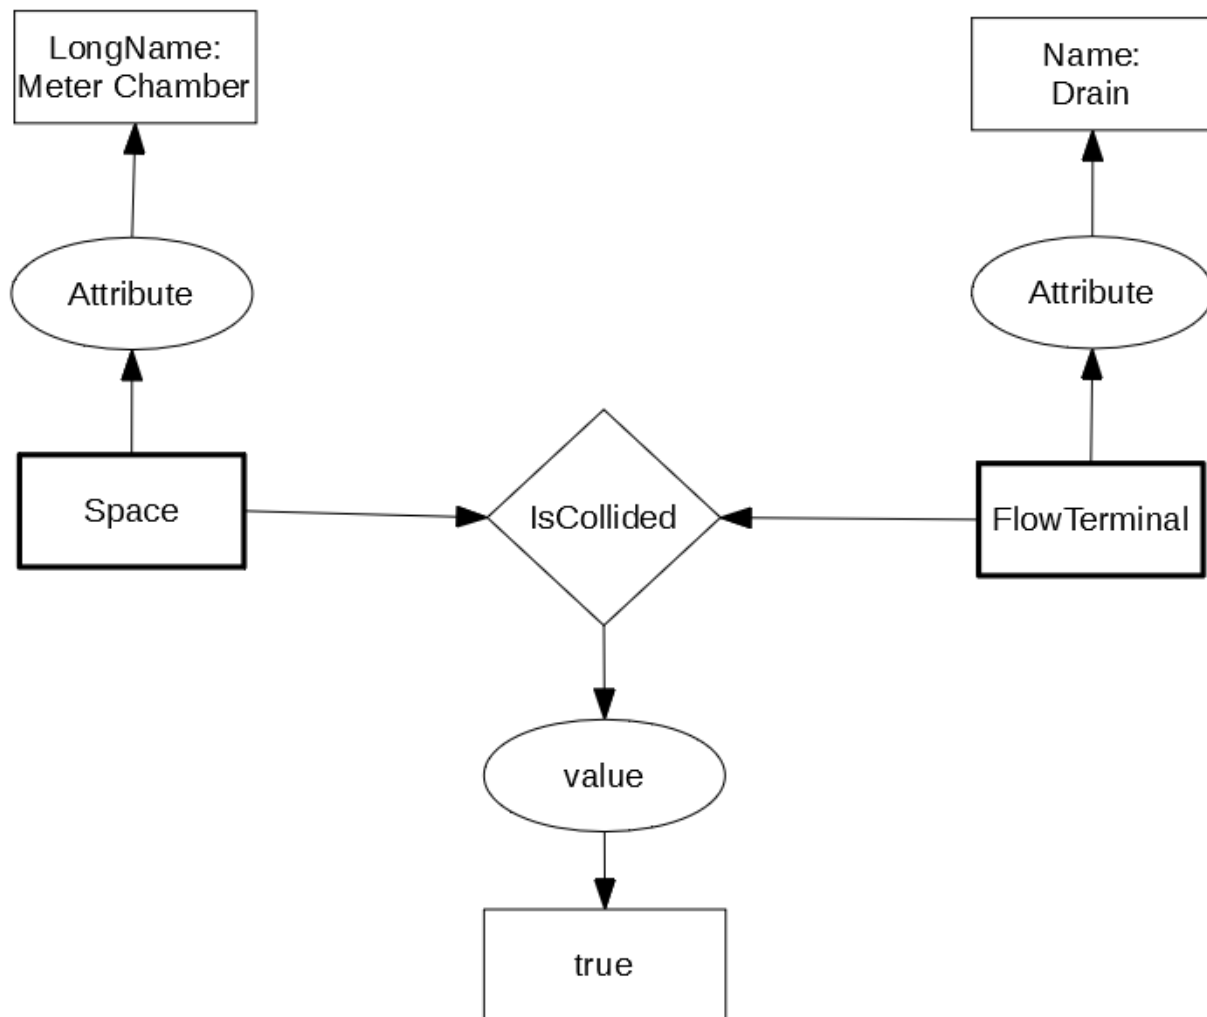 LongName:
Meter Chamber
Name:
Drain
Attribute
Attribute
Space
IsCollided
FlowTerminal
value
true